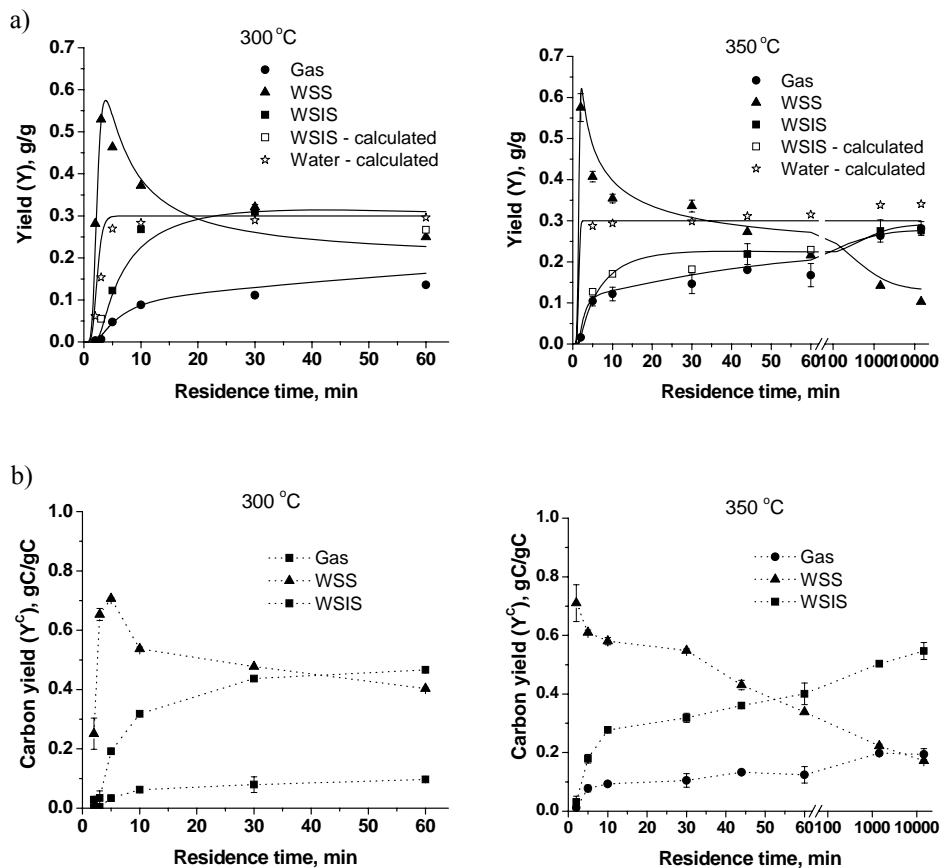 a)
300 °C
Gas
WSS
WSIS
WSIS - calculated
Water - calculated
Yield (Y), g/g
0.7
0.6
0.5
0.4
0.3
0.2
0.1
0.0
0 10 20 30 40 50 60
Residence time, min
350 °C
Gas
WSS
WSIS
WSIS - calculated
Water - calculated
Yield (Y), g/g
0.7
0.6
0.5
0.4
0.3
0.2
0.1
0.0
0 10 20 30 40 50 60 100 1000 10000
Residence time, min
b)
300 °C
Gas
WSS
WSIS
Carbon yield (Y^C), gC/gC
1.0
0.8
0.6
0.4
0.2
0.0
0 10 20 30 40 50 60
Residence time, min
350 °C
Gas
WSS
WSIS
Carbon yield (Y^C), gC/gC
1.0
0.8
0.6
0.4
0.2
0.0
0 10 20 30 40 50 60 100 1000 10000
Residence time, min